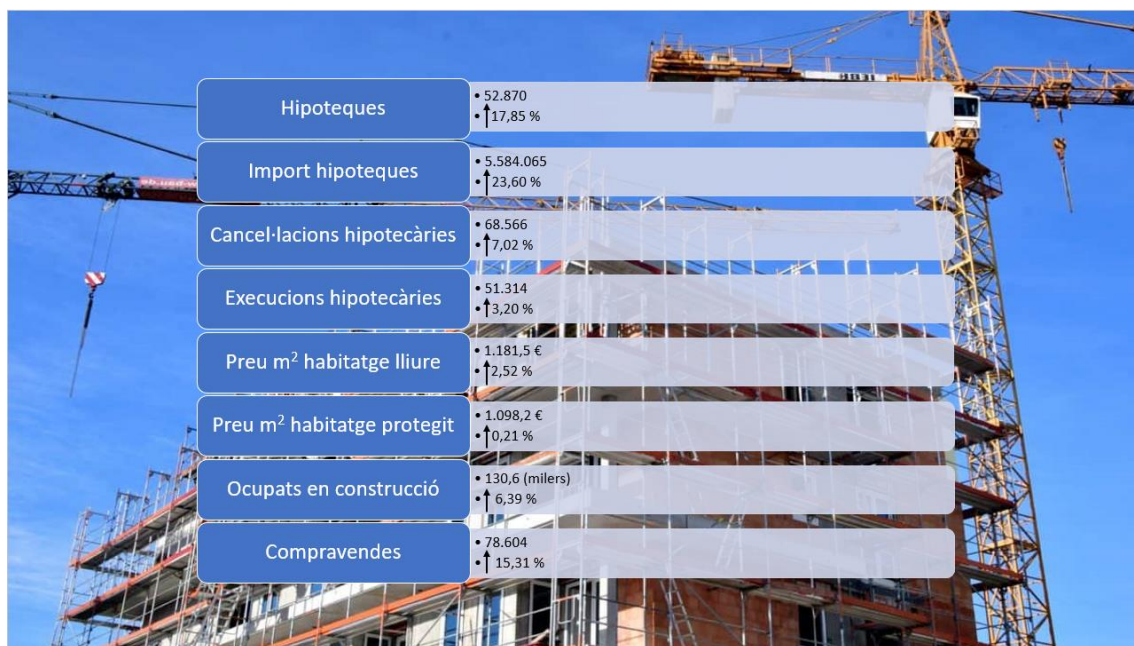 Hipoteques
• 52.870
• ↑ 17,85 %
Import hipoteques
• 5.584.065
• ↑ 23,60 %
Cancel·lacions hipotecàries
• 68.566
• ↑ 7,02 %
Execucions hipotecàries
• 51.314
• ↑ 3,20 %
Preu m² habitatge lliure
• 1.181,5 €
• ↑ 2,52 %
Preu m² habitatge protegit
• 1.098,2 €
• ↑ 0,21 %
Ocupats en construcció
• 130,6 (milers)
• ↑ 6,39 %
Compravendes
• 78.604
• ↑ 15,31 %